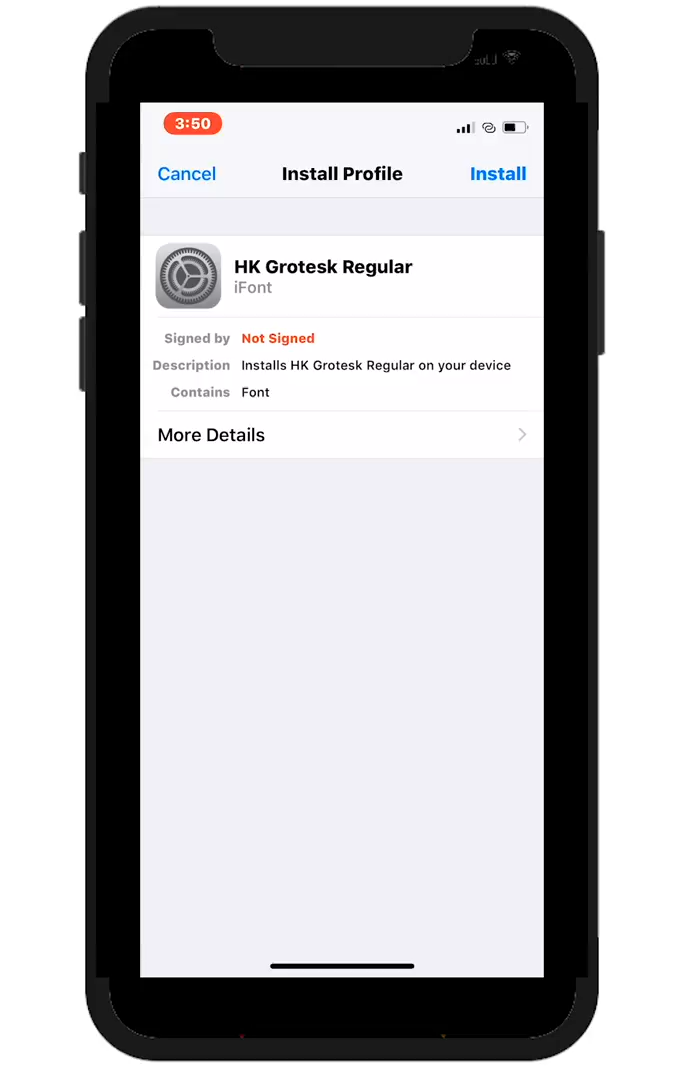 3:50
Cancel Install Profile Install
HK Grotesk Regular
iFont
Signed by Not Signed
Description Installs HK Grotesk Regular on your device
Contains Font
More Details